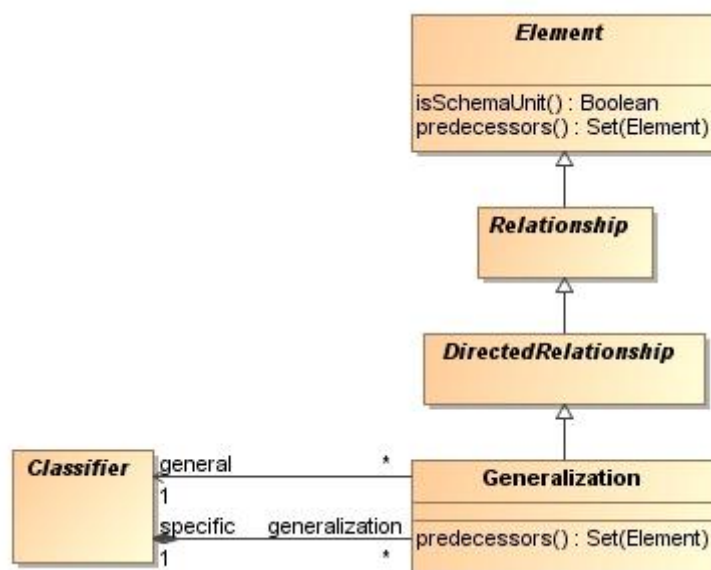 Element
isSchemaUnit() : Boolean
predecessors() : Set(Element)
Relationship
DirectedRelationship
Classifier
general
*
1
specific
generalization
1
*
Generalization
predecessors() : Set(Element)